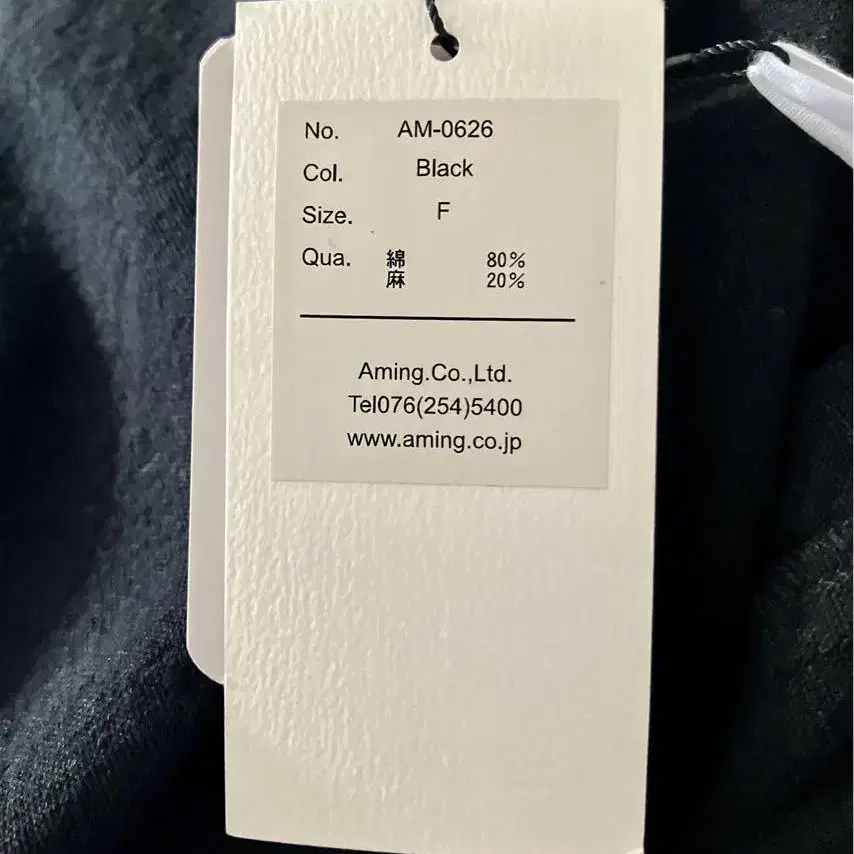 No. AM-0626
Col. Black
Size. F
Qua. 綿 80%
麻 20%
Aming.Co.,Ltd.
Tel076(254)5400
www.aming.co.jp